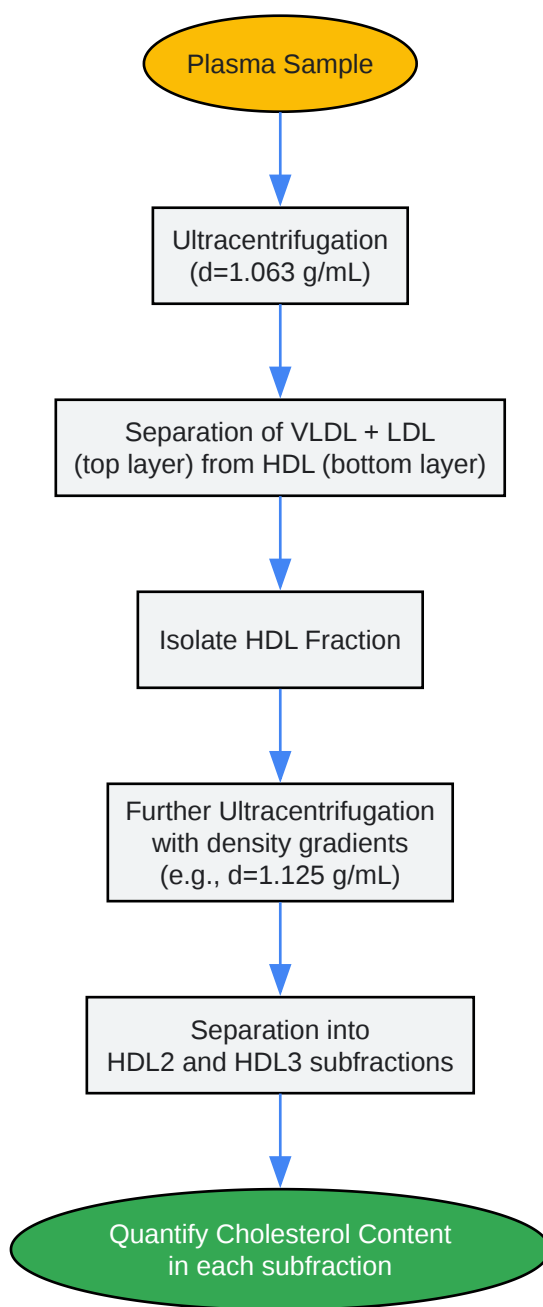 Plasma Sample
Ultracentrifugation
(d=1.063 g/mL)
Separation of VLDL + LDL
(top layer) from HDL (bottom layer)
Isolate HDL Fraction
Further Ultracentrifugation
with density gradients
(e.g., d=1.125 g/mL)
Separation into
HDL2 and HDL3 subfractions
Quantify Cholesterol Content
in each subfraction